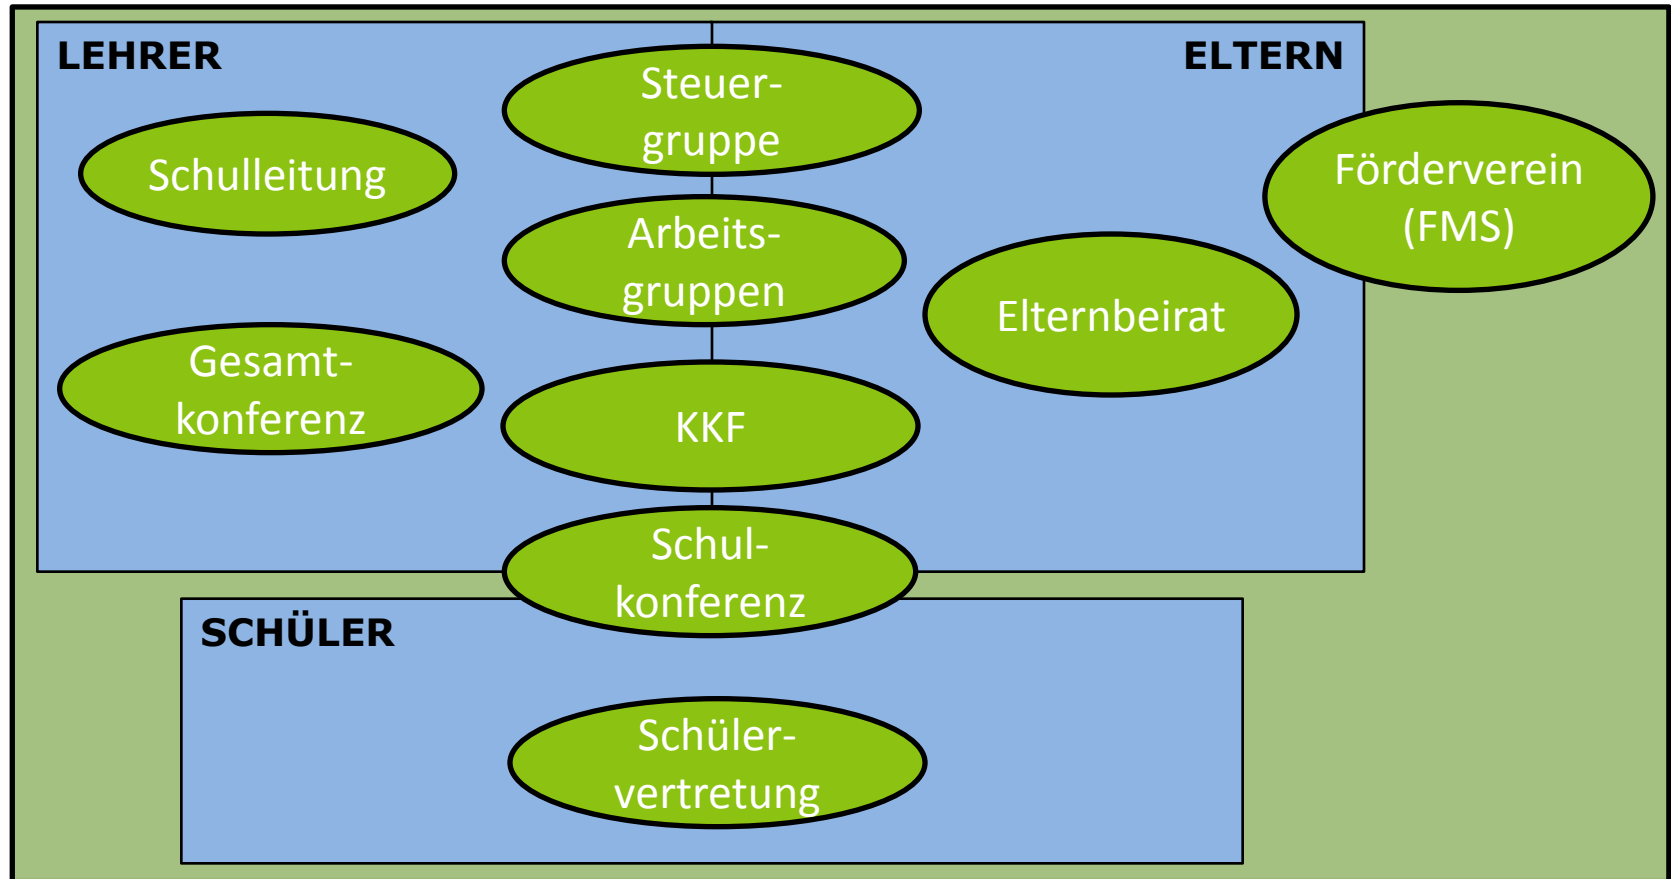 LEHRER
ELTERN
Steuer-
gruppe
Schulleitung
Förderverein
(FMS)
Arbeits-
gruppen
Elternbeirat
Gesamt-
konferenz
KKF
Schul-
konferenz
SCHÜLER
Schüler-
vertretung